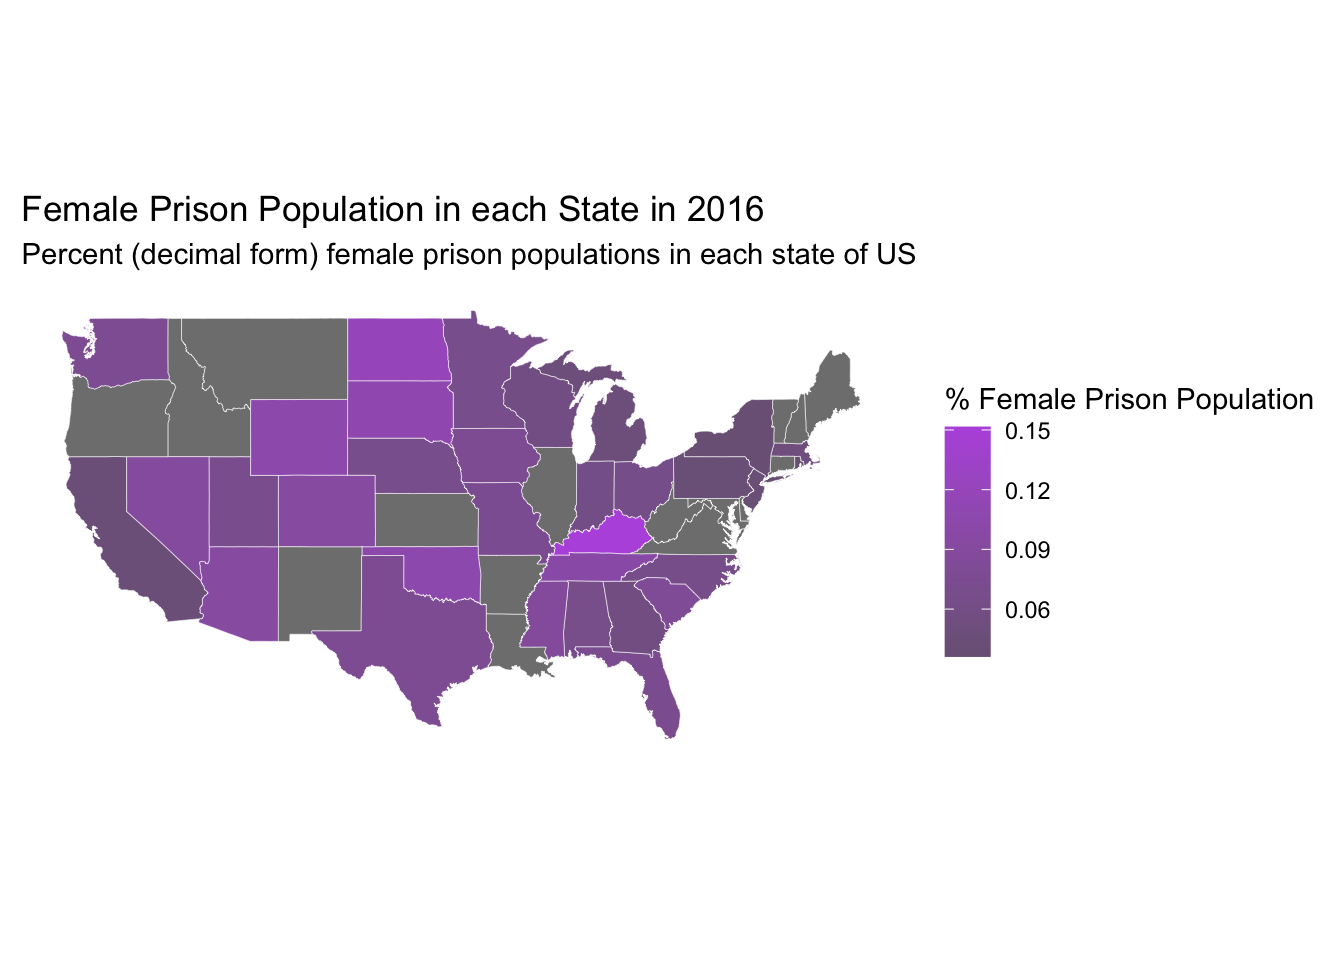 Female Prison Population in each State in 2016
Percent (decimal form) female prison populations in each state of US
% Female Prison Population
0.15
0.12
0.09
0.06